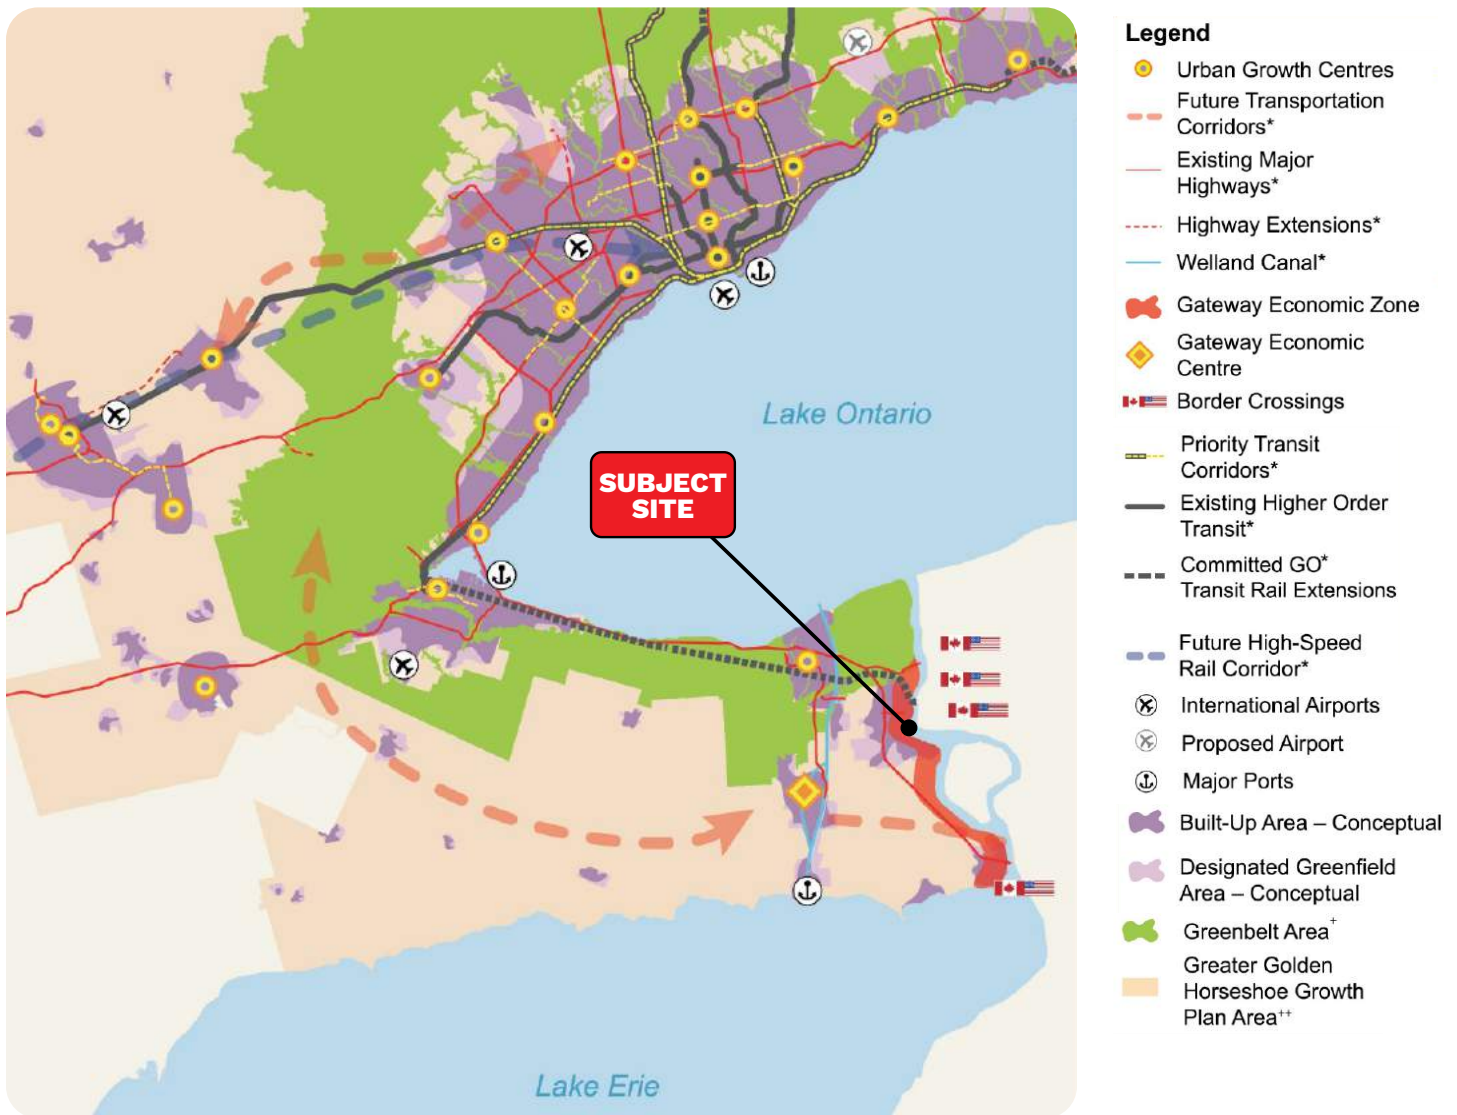 Lake Ontario
SUBJECT
SITE
Lake Erie
Legend
Urban Growth Centres
Future Transportation
Corridors*
Existing Major
Highways*
Highway Extensions*
Welland Canal*
Gateway Economic Zone
Gateway Economic
Centre
Border Crossings
Priority Transit
Corridors*
Existing Higher Order
Transit*
Committed GO*
Transit Rail Extensions
Future High-Speed
Rail Corridor*
International Airports
Proposed Airport
Major Ports
Built-Up Area – Conceptual
Designated Greenfield
Area – Conceptual
Greenbelt Area+
Greater Golden
Horseshoe Growth
Plan Area++